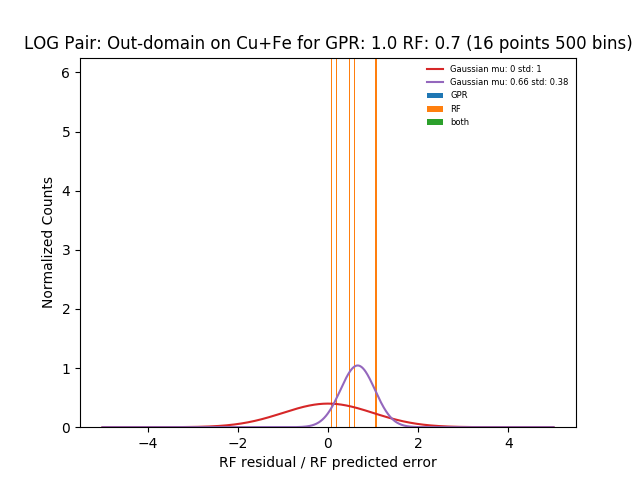 LOG Pair: Out-domain on Cu+Fe for GPR: 1.0 RF: 0.7 (16 points 500 bins)
Gaussian mu: 0 std: 1
Gaussian mu: 0.66 std: 0.38
GPR
RF
both
Normalized Counts
6
5
4
3
2
1
0
−4
−2
0
2
4
RF residual / RF predicted error